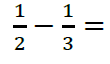 1/2 − 1/3 =